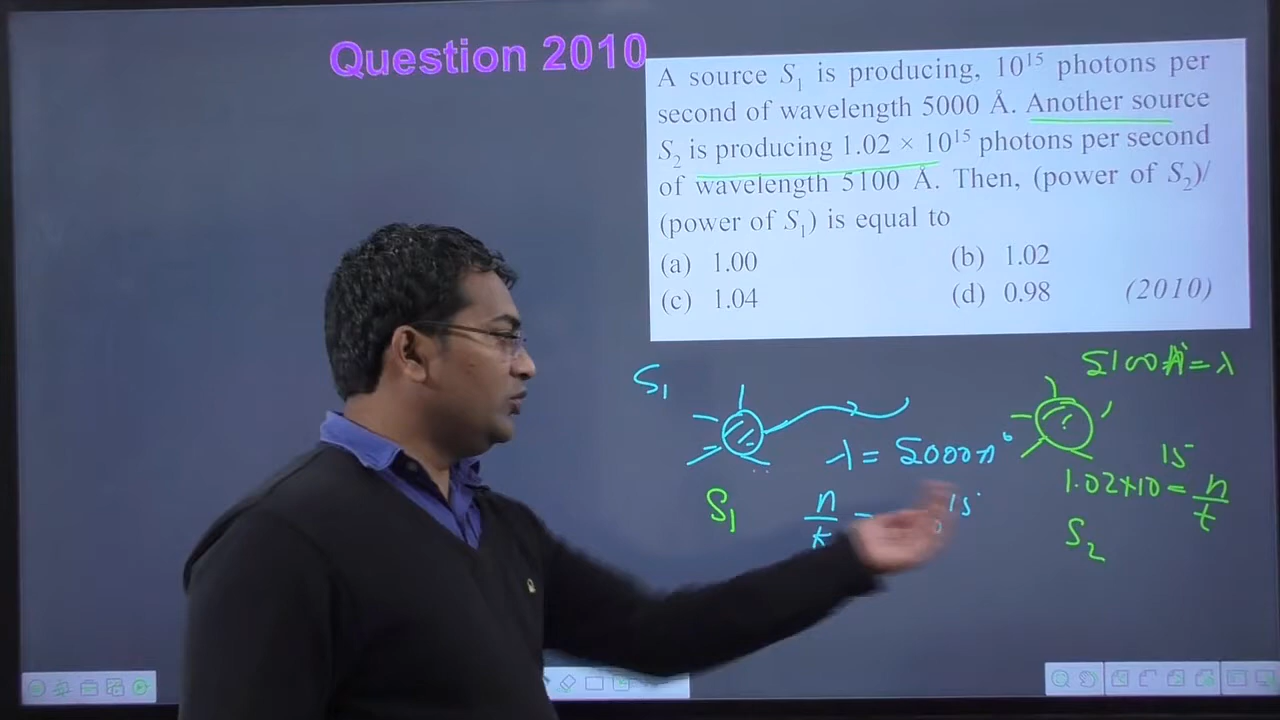 Question 2010
A source S₁ is producing, 10¹⁵ photons per
second of wavelength 5000 Å. Another source
S₂ is producing 1.02 × 10¹⁵ photons per second
of wavelength 5100 Å. Then, (power of S₂)/
(power of S₁) is equal to
(a) 1.00 (b) 1.02
(c) 1.04 (d) 0.98 (2010)
S₁
5100 A° = λ
λ = 5000 A°
1.02×10¹⁵ = n/t
S₁
n/t =
15
S₂